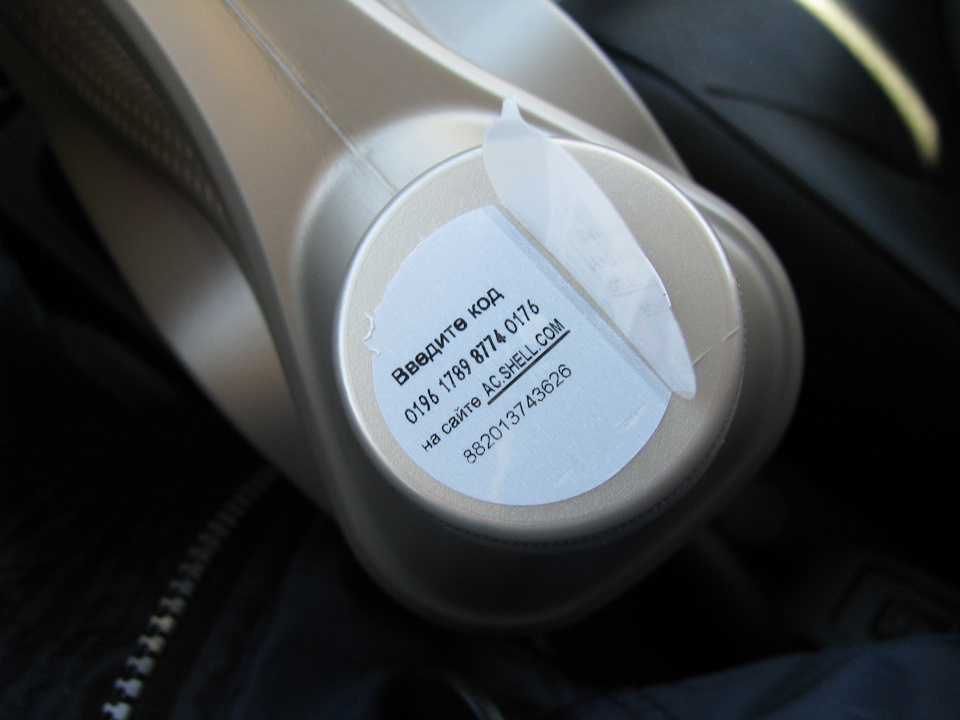 Введите код
0196 1789 8774 0176
на сайте AC.SHELL.COM
882013743626